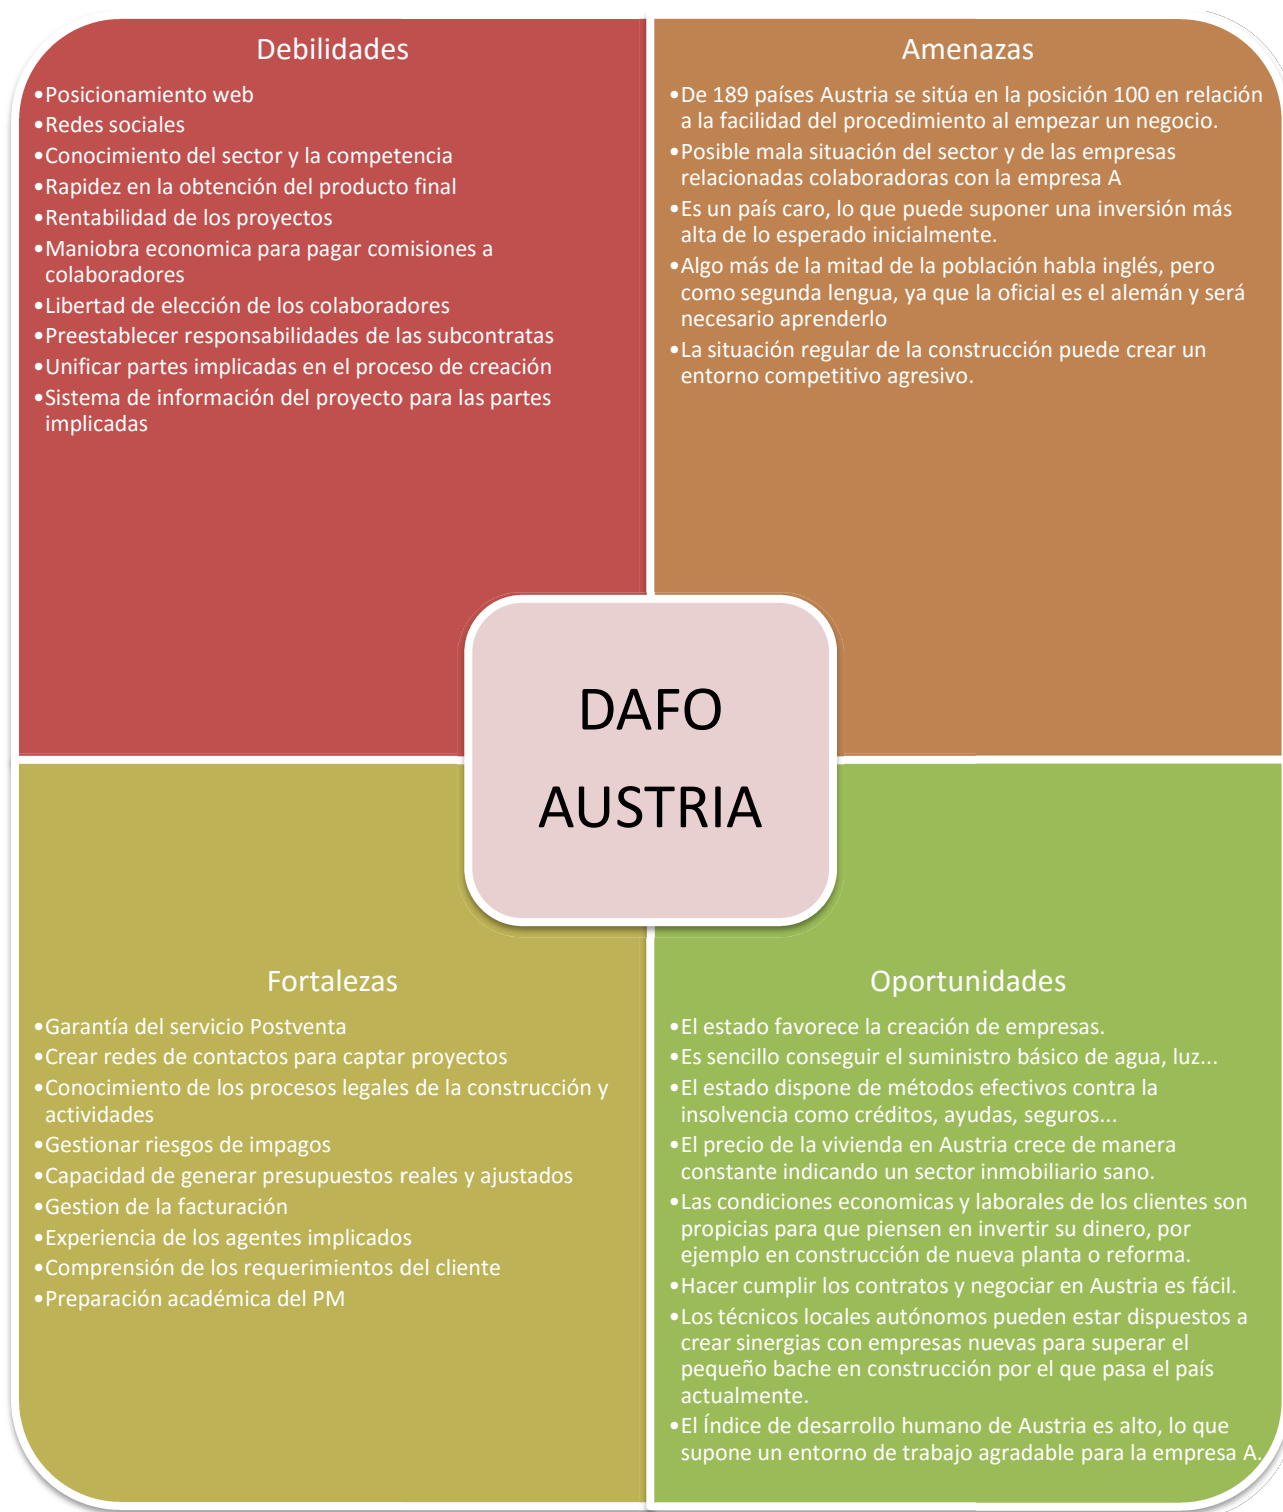 Debilidades
•Posicionamiento web
•Redes sociales
•Conocimiento del sector y la competencia
•Rapidez en la obtención del producto final
•Rentabilidad de los proyectos
•Maniobra economica para pagar comisiones a
colaboradores
•Libertad de elección de los colaboradores
•Preestablecer responsabilidades de las subcontratas
•Unificar partes implicadas en el proceso de creación
•Sistema de información del proyecto para las partes
implicadas
Amenazas
•De 189 países Austria se sitúa en la posición 100 en relación
a la facilidad del procedimiento al empezar un negocio.
•Posible mala situación del sector y de las empresas
relacionadas colaboradoras con la empresa A
•Es un país caro, lo que puede suponer una inversión más
alta de lo esperado inicialmente.
•Algo más de la mitad de la población habla inglés, pero
como segunda lengua, ya que la oficial es el alemán y será
necesario aprenderlo
•La situación regular de la construcción puede crear un
entorno competitivo agresivo.
DAFO
AUSTRIA
Fortalezas
•Garantía del servicio Postventa
•Crear redes de contactos para captar proyectos
•Conocimiento de los procesos legales de la construcción y
actividades
•Gestionar riesgos de impagos
•Capacidad de generar presupuestos reales y ajustados
•Gestion de la facturación
•Experiencia de los agentes implicados
•Comprensión de los requerimientos del cliente
•Preparación académica del PM
Oportunidades
•El estado favorece la creación de empresas.
•Es sencillo conseguir el suministro básico de agua, luz...
•El estado dispone de métodos efectivos contra la
insolvencia como créditos, ayudas, seguros...
•El precio de la vivienda en Austria crece de manera
constante indicando un sector inmobiliario sano.
•Las condiciones economicas y laborales de los clientes son
propicias para que piensen en invertir su dinero, por
ejemplo en construcción de nueva planta o reforma.
•Hacer cumplir los contratos y negociar en Austria es fácil.
•Los técnicos locales autónomos pueden estar dispuestos a
crear sinergias con empresas nuevas para superar el
pequeño bache en construcción por el que pasa el país
actualmente.
•El Índice de desarrollo humano de Austria es alto, lo que
supone un entorno de trabajo agradable para la empresa A.